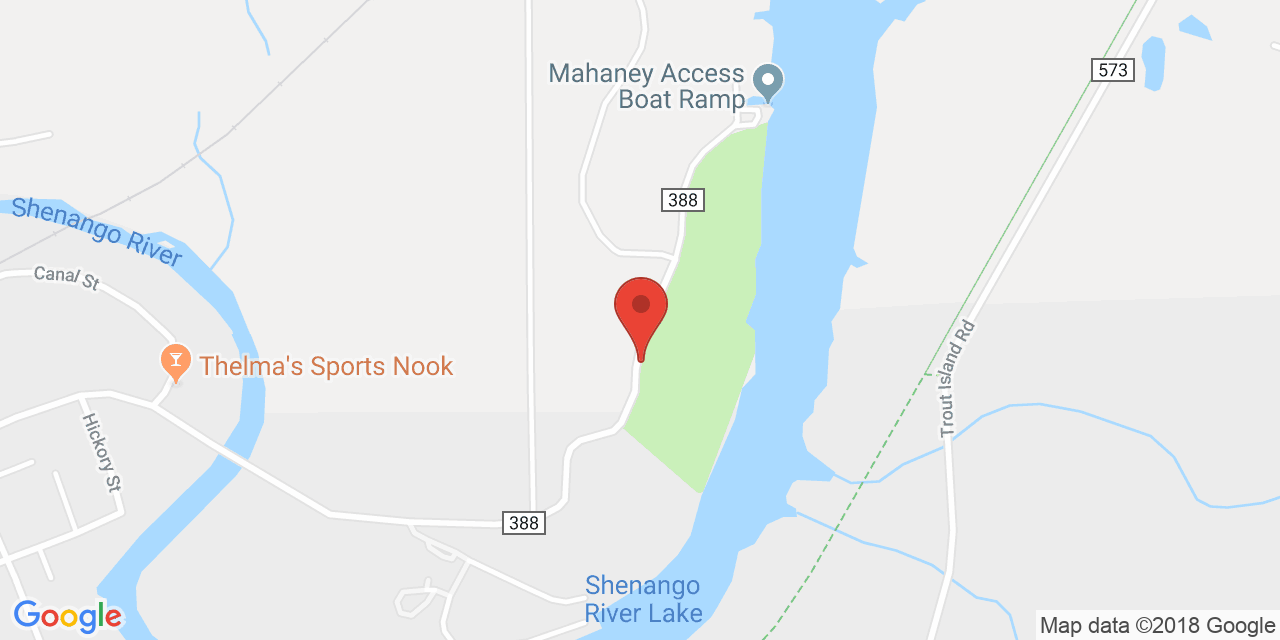 Mahaney Access
Boat Ramp
573
388
Shenango River
Canal St
Thelma's Sports Nook
Trout Island Rd
Hickory St
388
Shenango
River Lake
Google
Map data ©2018 Google